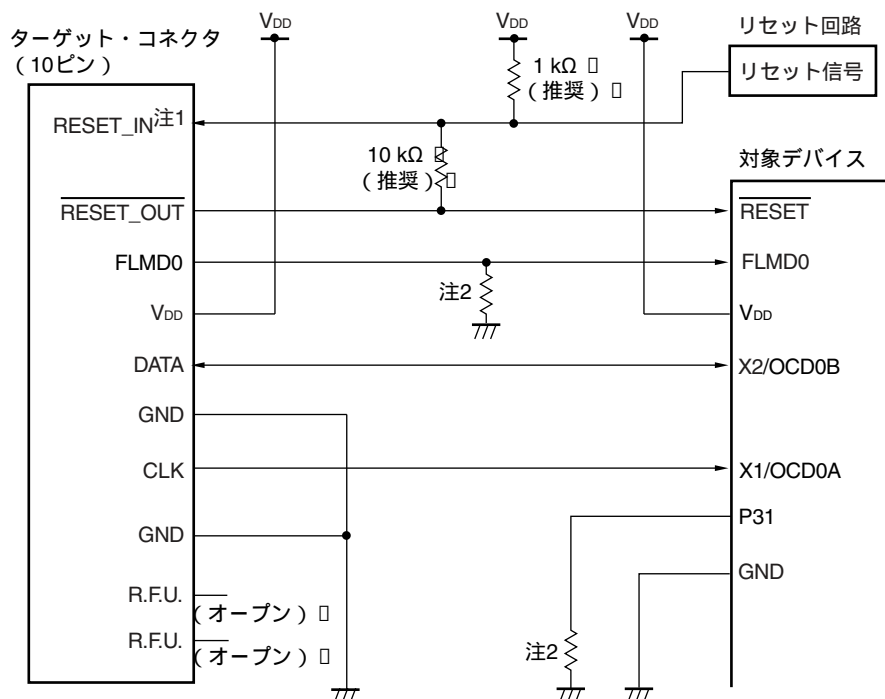 ターゲット・コネクタ
（10ピン）
VDD
VDD
VDD
リセット回路
リセット信号
1 kΩ
（推奨）
RESET_IN注1
10 kΩ
（推奨）
対象デバイス
RESET_OUT
RESET
FLMD0
FLMD0
注2
VDD
VDD
DATA
X2/OCD0B
GND
CLK
X1/OCD0A
P31
GND
GND
R.F.U.
（オープン）
R.F.U.
（オープン）
注2